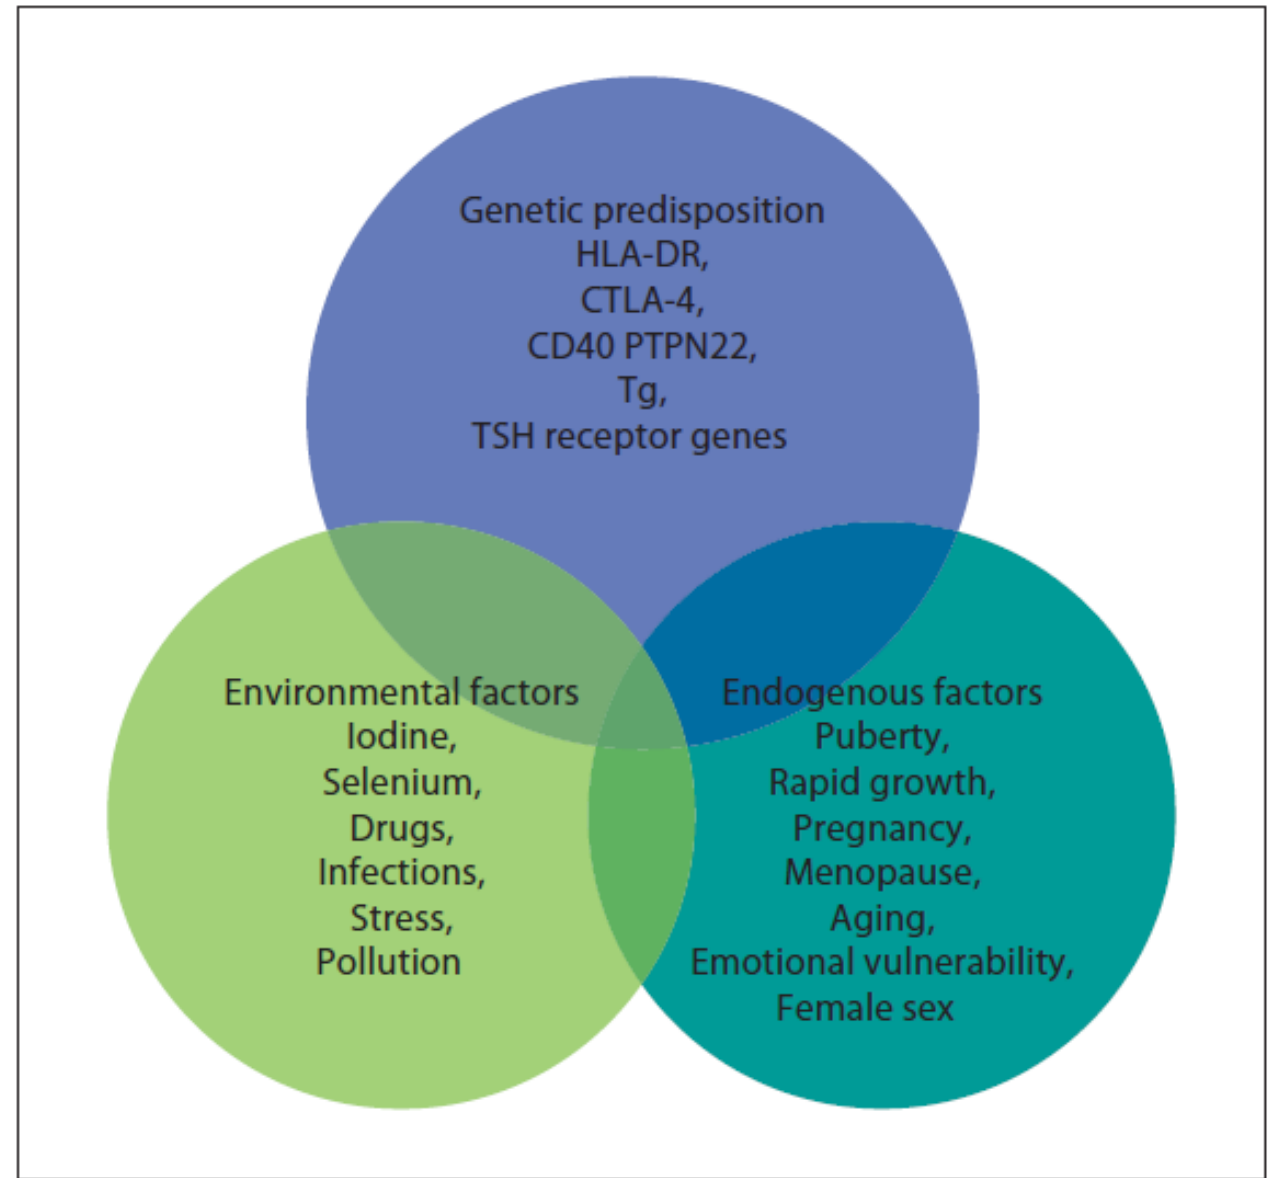 Genetic predisposition
HLA-DR,
CTLA-4,
CD40 PTPN22,
Tg,
TSH receptor genes
Environmental factors
Iodine,
Selenium,
Drugs,
Infections,
Stress,
Pollution
Endogenous factors
Puberty,
Rapid growth,
Pregnancy,
Menopause,
Aging,
Emotional vulnerability,
Female sex